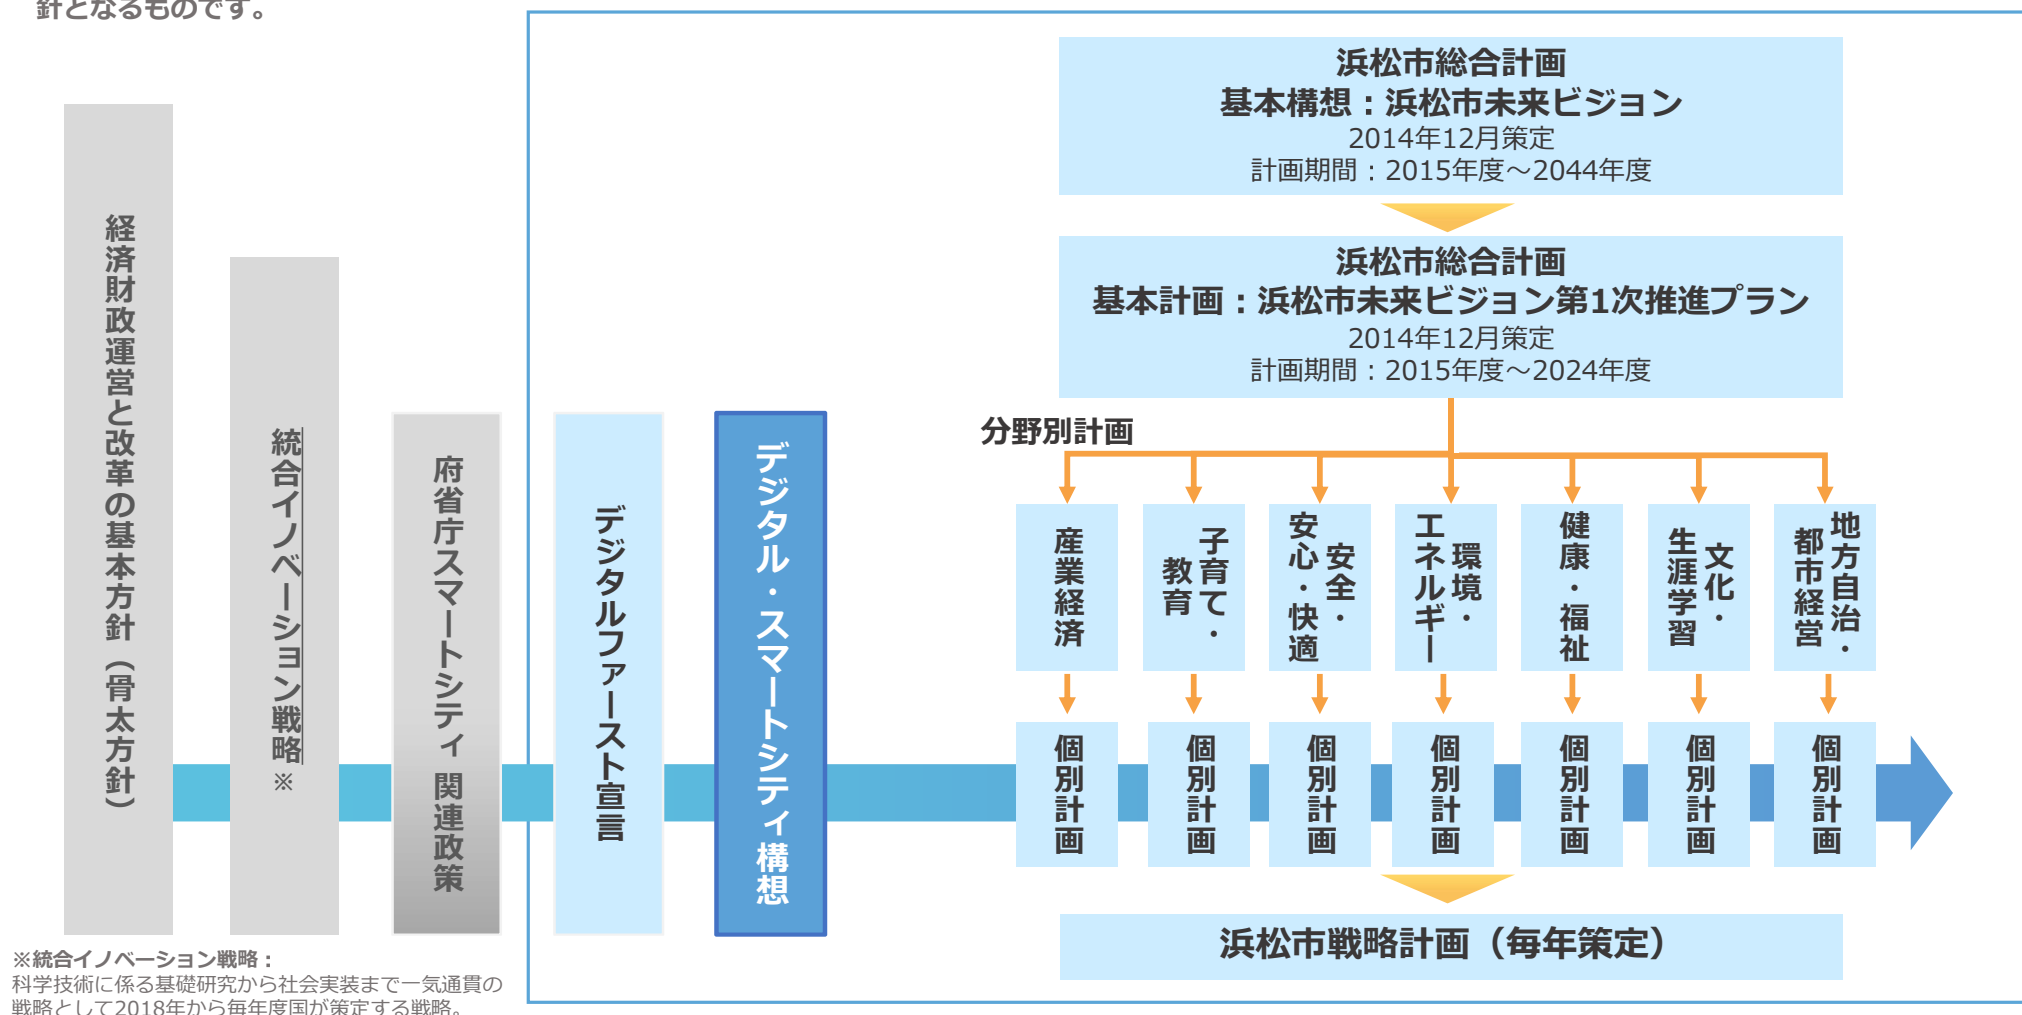 針となるものです。
経済財政運営と改革の基本方針（骨太方針）
統合イノベーション戦略※
府省庁スマートシティ関連政策
デジタルファースト宣言
デジタル・スマートシティ構想
浜松市総合計画
基本構想：浜松市未来ビジョン
2014年12月策定
計画期間：2015年度～2044年度
浜松市総合計画
基本計画：浜松市未来ビジョン第1次推進プラン
2014年12月策定
計画期間：2015年度～2024年度
分野別計画
産業経済
子育て・
教育
安全・
安心・快適
環境・
エネルギー
健康・福祉
文化・
生涯学習
地方自治・
都市経営
個別計画
個別計画
個別計画
個別計画
個別計画
個別計画
個別計画
浜松市戦略計画（毎年策定）
※統合イノベーション戦略：
科学技術に係る基礎研究から社会実装まで一気通貫の
戦略として2018年から毎年度国が策定する戦略。